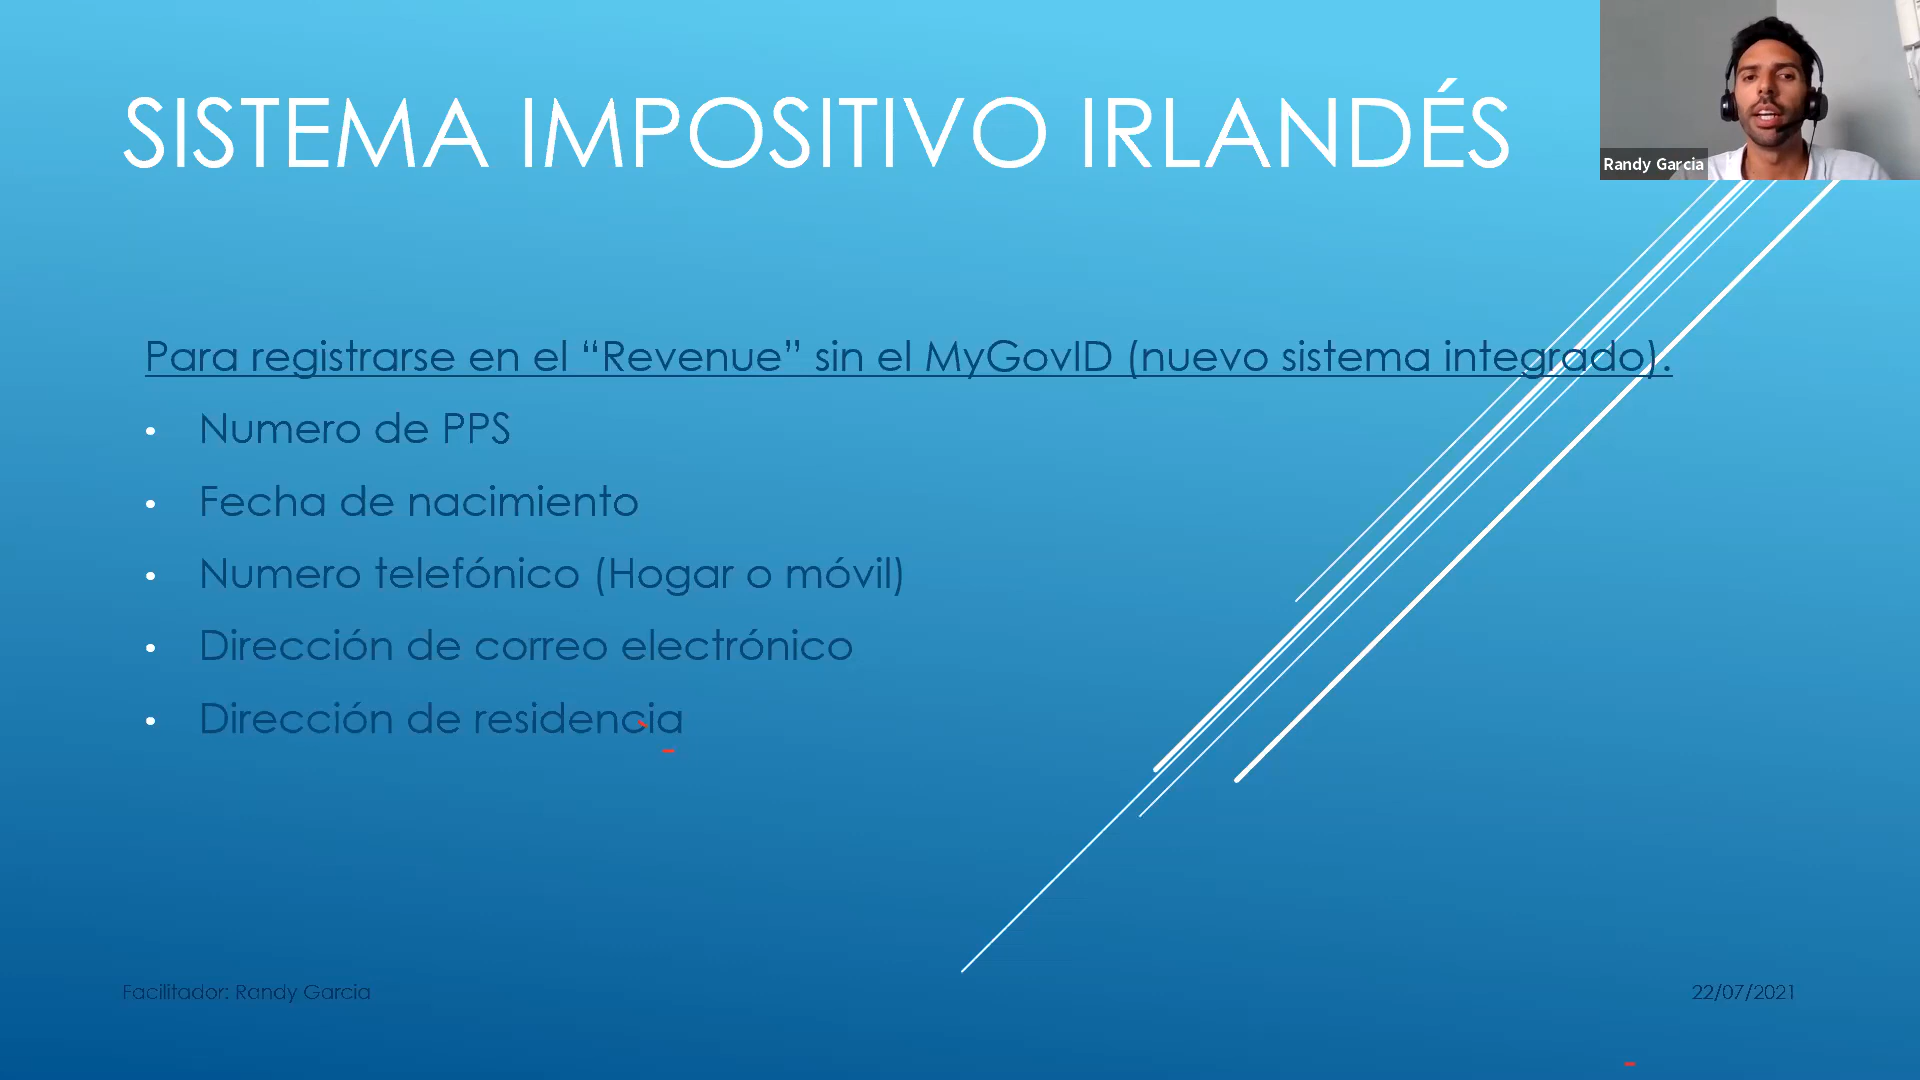 SISTEMA IMPOSITIVO IRLANDÉS
Randy Garcia
Para registrarse en el “Revenue” sin el MyGovID (nuevo sistema integrado).
• Numero de PPS
• Fecha de nacimiento
• Numero telefónico (Hogar o móvil)
• Dirección de correo electrónico
• Dirección de residencia
Facilitador: Randy Garcia
22/07/2021